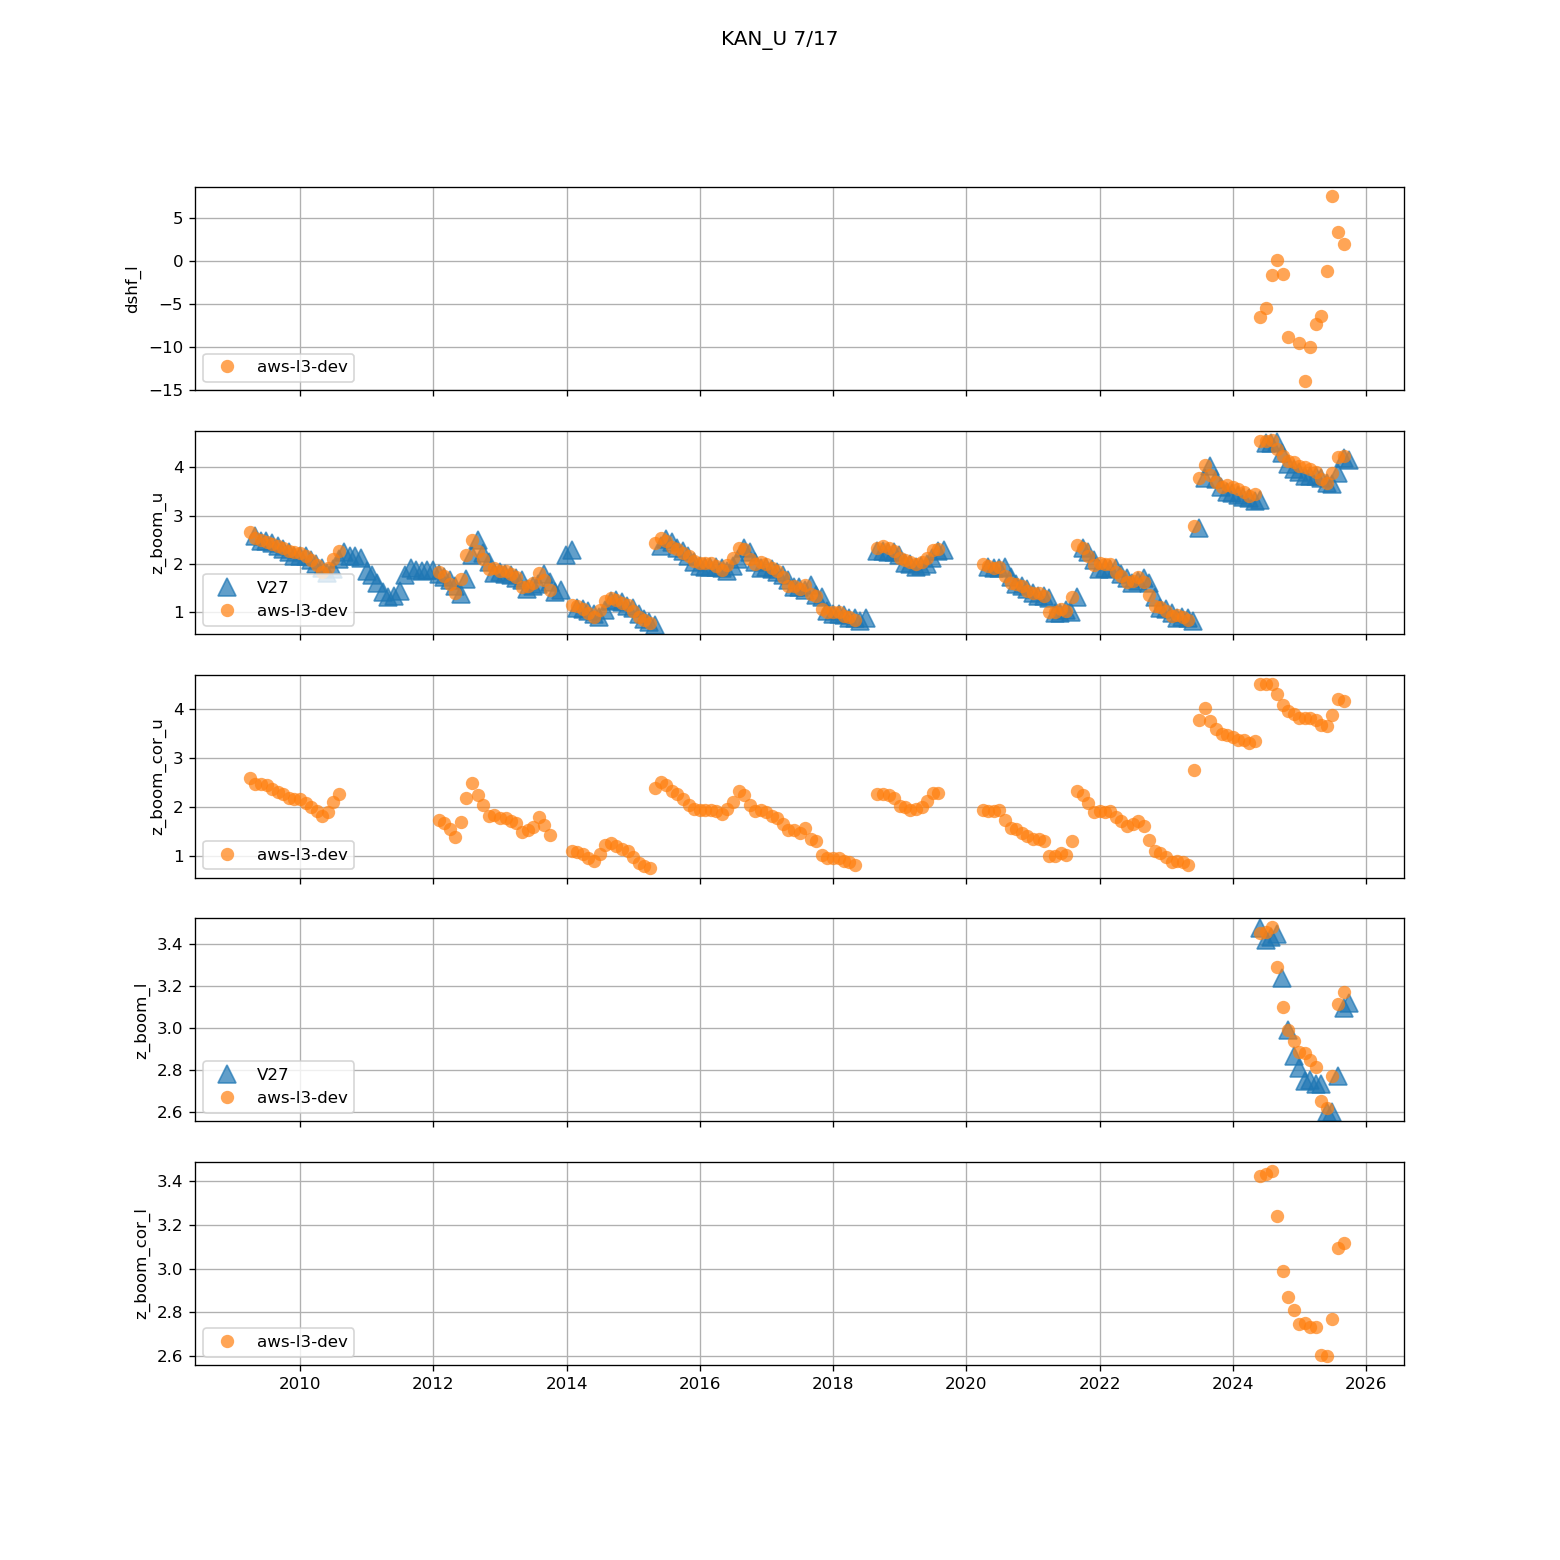 KAN_U 7/17
dshf_l
5
0
−5
−10
−15
aws-l3-dev
z_boom_u
4
3
2
1
V27
aws-l3-dev
z_boom_cor_u
4
3
2
1
aws-l3-dev
z_boom_l
3.4
3.2
3.0
2.8
2.6
V27
aws-l3-dev
z_boom_cor_l
3.4
3.2
3.0
2.8
2.6
aws-l3-dev
2010 2012 2014 2016 2018 2020 2022 2024 2026